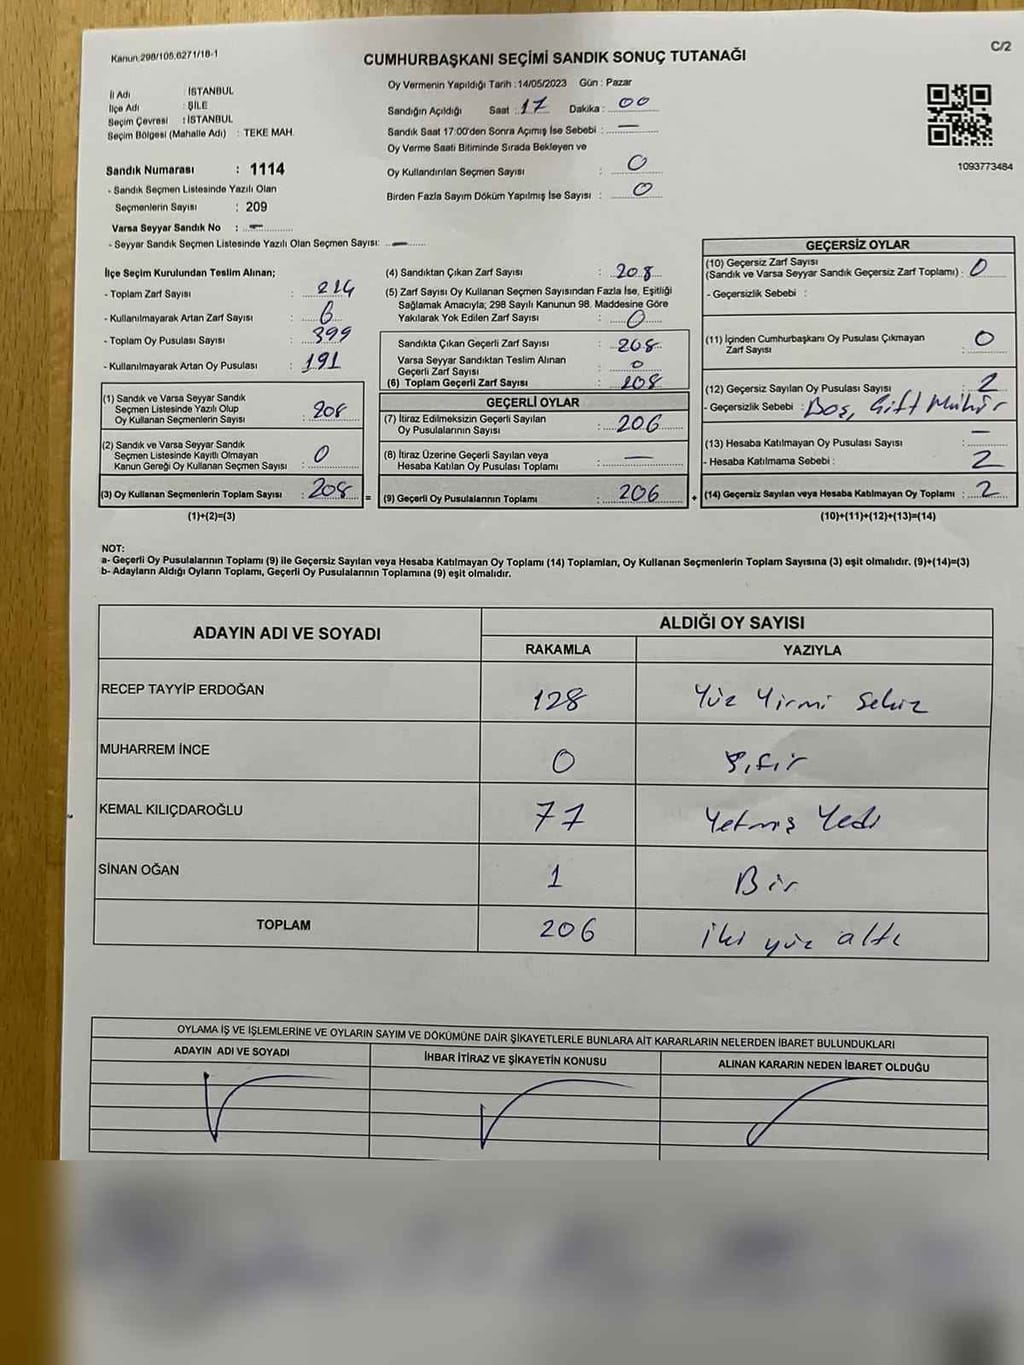 Kanun 298/105,6271/18-1
C/2
CUMHURBAŞKANI SEÇİMİ SANDIK SONUÇ TUTANAĞI
Oy Vermenin Yapıldığı Tarih : 14/05/2023 Gün : Pazar
İl Adı : İSTANBUL
İlçe Adı : ŞİLE
Seçim Çevresi : İSTANBUL
Seçim Bölgesi (Mahalle Adı) : TEKE MAH.
Sandığın Açıldığı Saat : 17 Dakika : 00
Sandık Saat 17:00'den Sonra Açımış İse Sebebi : —
Oy Verme Saati Bitiminde Sırada Bekleyen ve
Oy Kullandırılan Seçmen Sayısı : 0
Birden Fazla Sayım Döküm Yapılmış İse Sayısı : 0
1093773484
Sandık Numarası : 1114
- Sandık Seçmen Listesinde Yazılı Olan
Seçmenlerin Sayısı : 209
Varsa Seyyar Sandık No : —
- Seyyar Sandık Seçmen Listesinde Yazılı Olan Seçmen Sayısı: —
İlçe Seçim Kurulundan Teslim Alınan;
- Toplam Zarf Sayısı : 214
- Kullanılmayarak Artan Zarf Sayısı : 6
- Toplam Oy Pusulası Sayısı : 399
- Kullanılmayarak Artan Oy Pusulası : 191
(1) Sandık ve Varsa Seyyar Sandık
Seçmen Listesinde Yazılı Olup
Oy Kullanan Seçmenlerin Sayısı : 208
(2) Sandık ve Varsa Seyyar Sandık
Seçmen Listesinde Kayıtlı Olmayan
Kanun Gereği Oy Kullanan Seçmen Sayısı : 0
(3) Oy Kullanan Seçmenlerin Toplam Sayısı : 208 =
(1)+(2)=(3)
(4) Sandıktan Çıkan Zarf Sayısı : 208
(5) Zarf Sayısı Oy Kullanan Seçmen Sayısından Fazla İse, Eşitliği
Sağlamak Amacıyla; 298 Sayılı Kanunun 98. Maddesine Göre
Yakılarak Yok Edilen Zarf Sayısı : 0
Sandıkta Çıkan Geçerli Zarf Sayısı : 208
Varsa Seyyar Sandıktan Teslim Alınan
Geçerli Zarf Sayısı : 0
(6) Toplam Geçerli Zarf Sayısı : 208
GEÇERLİ OYLAR
(7) İtiraz Edilmeksizin Geçerli Sayılan
Oy Pusulalarının Sayısı : 206
(8) İtiraz Üzerine Geçerli Sayılan veya
Hesaba Katılan Oy Pusulası Toplamı : —
(9) Geçerli Oy Pusulalarının Toplamı : 206 +
GEÇERSİZ OYLAR
(10) Geçersiz Zarf Sayısı
(Sandık ve Varsa Seyyar Sandık Geçersiz Zarf Toplamı) : 0
- Geçersizlik Sebebi :
(11) İçinden Cumhurbaşkanı Oy Pusulası Çıkmayan
Zarf Sayısı : 0
(12) Geçersiz Sayılan Oy Pusulası Sayısı : 2
- Geçersizlik Sebebi : Boş, Çift Mühür
(13) Hesaba Katılmayan Oy Pusulası Sayısı : —
- Hesaba Katılmama Sebebi : 2
(14) Geçersiz Sayılan veya Hesaba Katılmayan Oy Toplamı : 2
(10)+(11)+(12)+(13)=(14)
NOT:
a- Geçerli Oy Pusulalarının Toplamı (9) ile Geçersiz Sayılan veya Hesaba Katılmayan Oy Toplamı (14) Toplamları, Oy Kullanan Seçmenlerin Toplam Sayısına (3) eşit olmalıdır. (9)+(14)=(3)
b- Adayların Aldığı Oyların Toplamı, Geçerli Oy Pusulalarının Toplamına (9) eşit olmalıdır.
ADAYIN ADI VE SOYADI
ALDIĞI OY SAYISI
RAKAMLA YAZIYLA
RECEP TAYYİP ERDOĞAN 128 Yüz Yirmi Sekiz
MUHARREM İNCE 0 Sıfır
KEMAL KILIÇDAROĞLU 77 Yetmiş Yedi
SİNAN OĞAN 1 Bir
TOPLAM 206 İki yüz altı
OYLAMA İŞ VE İŞLEMLERİNE VE OYLARIN SAYIM VE DÖKÜMÜNE DAİR ŞİKAYETLERLE BUNLARA AİT KARARLARIN NELERDEN İBARET BULUNDUKLARI
ADAYIN ADI VE SOYADI İHBAR İTİRAZ VE ŞİKAYETİN KONUSU ALINAN KARARIN NEDEN İBARET OLDUĞU